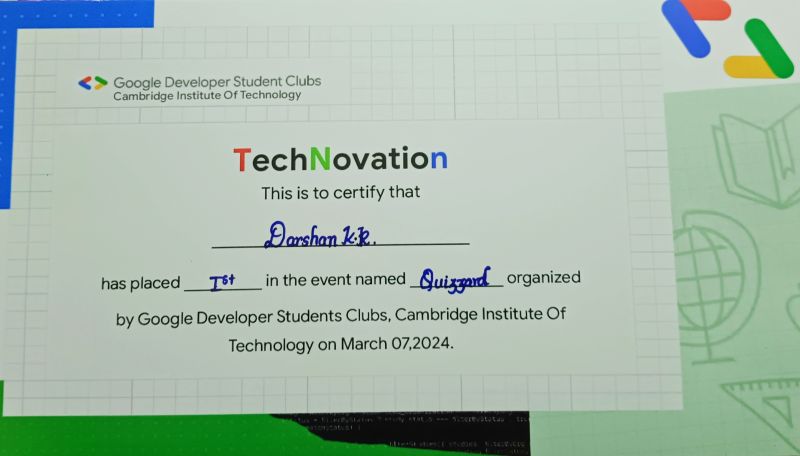 Google Developer Student Clubs
Cambridge Institute Of Technology
TechNovation
This is to certify that
Darshan K.R.
has placed Ist in the event named Quizzard organized
by Google Developer Students Clubs, Cambridge Institute Of
Technology on March 07,2024.